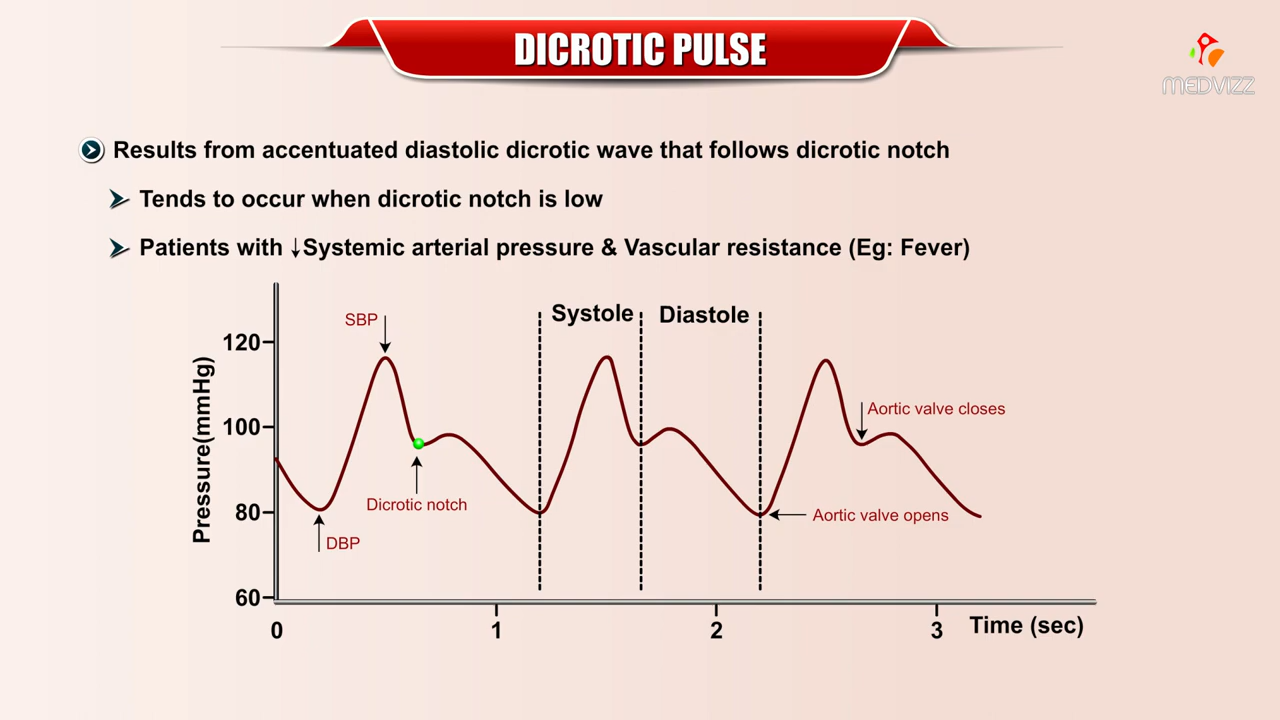 DICROTIC PULSE
MEDVIZZ
Results from accentuated diastolic dicrotic wave that follows dicrotic notch
Tends to occur when dicrotic notch is low
Patients with ↓Systemic arterial pressure & Vascular resistance (Eg: Fever)
Systole
Diastole
SBP
120
100
80
60
Pressure(mmHg)
Aortic valve closes
Dicrotic notch
Aortic valve opens
DBP
0
1
2
3
Time (sec)